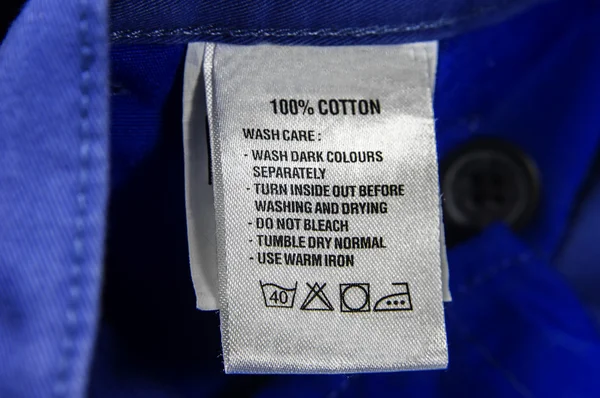 100% COTTON
WASH CARE :
- WASH DARK COLOURS
SEPARATELY
- TURN INSIDE OUT BEFORE
WASHING AND DRYING
- DO NOT BLEACH
- TUMBLE DRY NORMAL
- USE WARM IRON
40